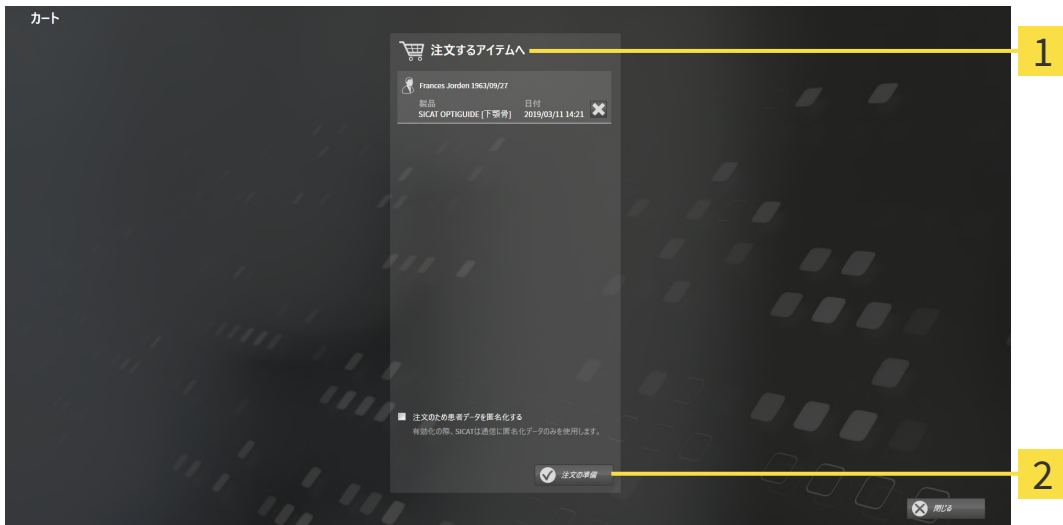 カート
注文するアイテムへ
1
Frances Jorden 1963/09/27
製品 日付
SICAT OPTIGUIDE [下顎骨] 2019/03/11 14:21
注文のため患者データを匿名化する
有効化の際、SICATは通信に匿名化データのみを使用します。
注文の準備
2
閉じる